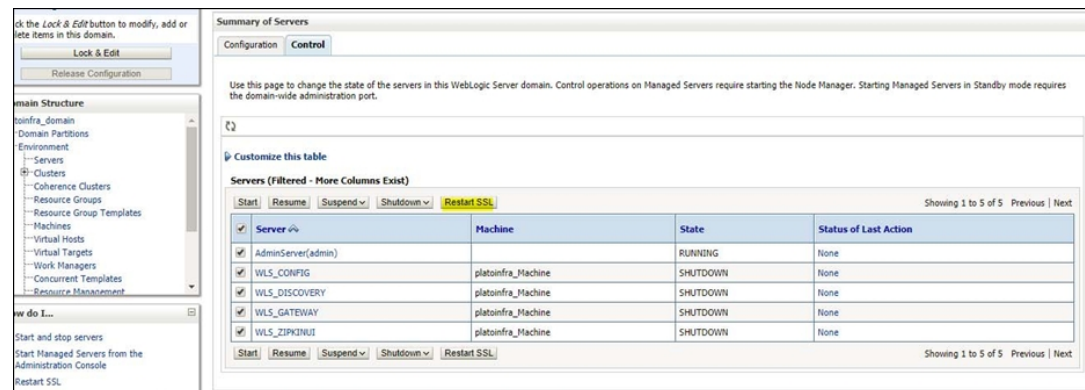 ck the Lock & Edit button to modify, add or
lete items in this domain.
Lock & Edit
Release Configuration
main Structure
toinfra_domain
Domain Partitions
Environment
Servers
Clusters
Coherence Clusters
Resource Groups
Resource Group Templates
Machines
Virtual Hosts
Virtual Targets
Work Managers
Concurrent Templates
Resource Management
ow do I...
Start and stop servers
Start Managed Servers from the
Administration Console
Restart SSL
Summary of Servers
Configuration Control
Use this page to change the state of the servers in this WebLogic Server domain. Control operations on Managed Servers require starting the Node Manager. Starting Managed Servers in Standby mode requires
the domain-wide administration port.
Customize this table
Servers (Filtered - More Columns Exist)
Start Resume Suspend Shutdown Restart SSL Showing 1 to 5 of 5 Previous | Next
Server Machine State Status of Last Action
AdminServer(admin) RUNNING None
WLS_CONFIG platoinfra_Machine SHUTDOWN None
WLS_DISCOVERY platoinfra_Machine SHUTDOWN None
WLS_GATEWAY platoinfra_Machine SHUTDOWN None
WLS_ZIPKINUI platoinfra_Machine SHUTDOWN None
Start Resume Suspend Shutdown Restart SSL Showing 1 to 5 of 5 Previous | Next